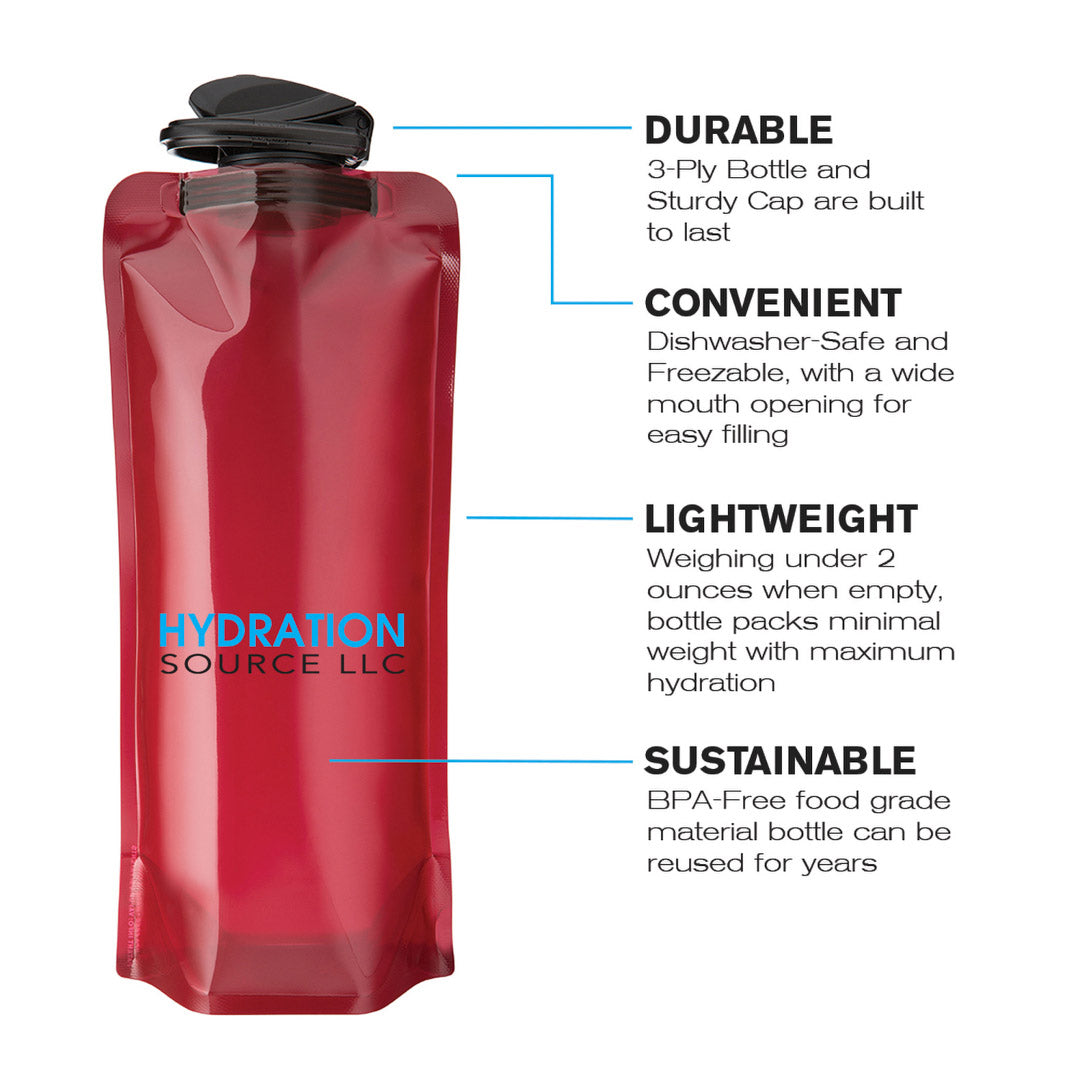 DURABLE
3-Ply Bottle and
Sturdy Cap are built
to last
CONVENIENT
Dishwasher-Safe and
Freezable, with a wide
mouth opening for
easy filling
LIGHTWEIGHT
Weighing under 2
ounces when empty,
bottle packs minimal
weight with maximum
hydration
HYDRATION
SOURCE LLC
SUSTAINABLE
BPA-Free food grade
material bottle can be
reused for years